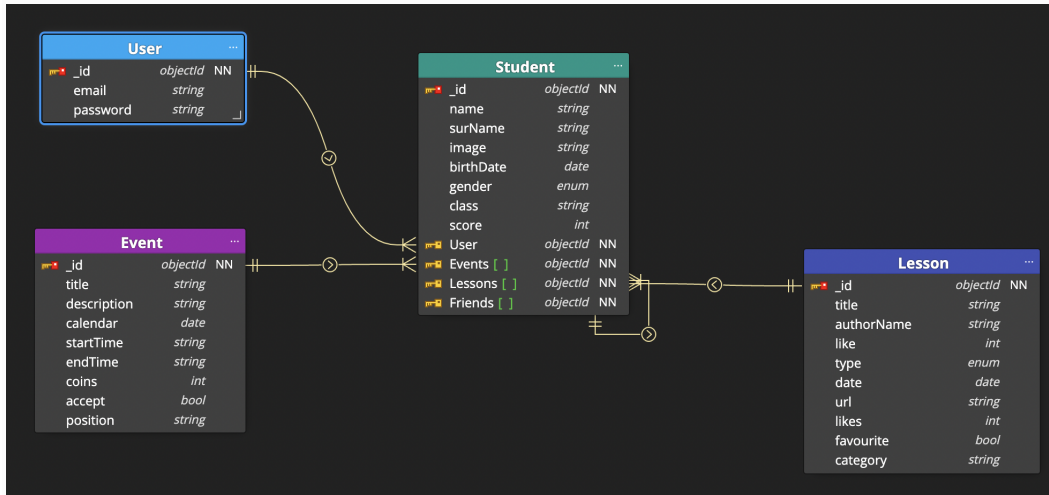 User ...
_id objectId NN
email string
password string
Student ...
_id objectId NN
name string
surName string
image string
birthDate date
gender enum
class string
score int
User objectId NN
Events [ ] objectId NN
Lessons [ ] objectId NN
Friends [ ] objectId NN
Event ...
_id objectId NN
title string
description string
calendar date
startTime string
endTime string
coins int
accept bool
position string
Lesson ...
_id objectId NN
title string
authorName string
like int
type enum
date date
url string
likes int
favourite bool
category string